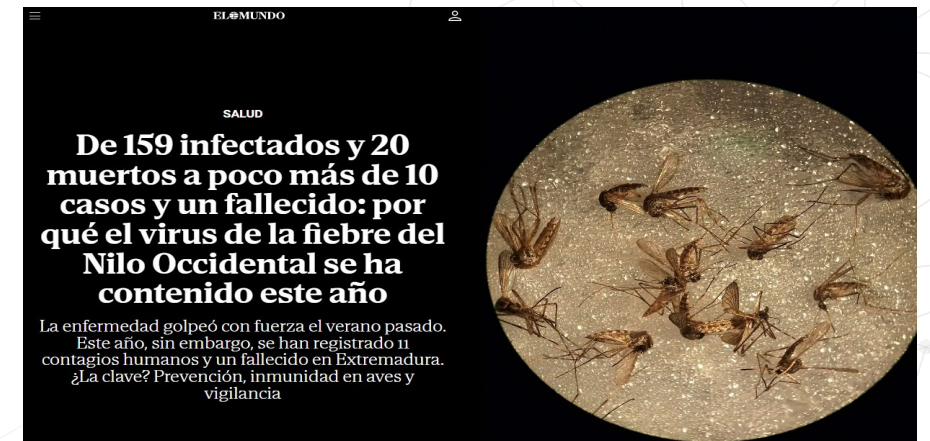 EL MUNDO
SALUD
De 159 infectados y 20
muertos a poco más de 10
casos y un fallecido: por
qué el virus de la fiebre del
Nilo Occidental se ha
contenido este año
La enfermedad golpeó con fuerza el verano pasado.
Este año, sin embargo, se han registrado 11
contagios humanos y un fallecido en Extremadura.
¿La clave? Prevención, inmunidad en aves y
vigilancia